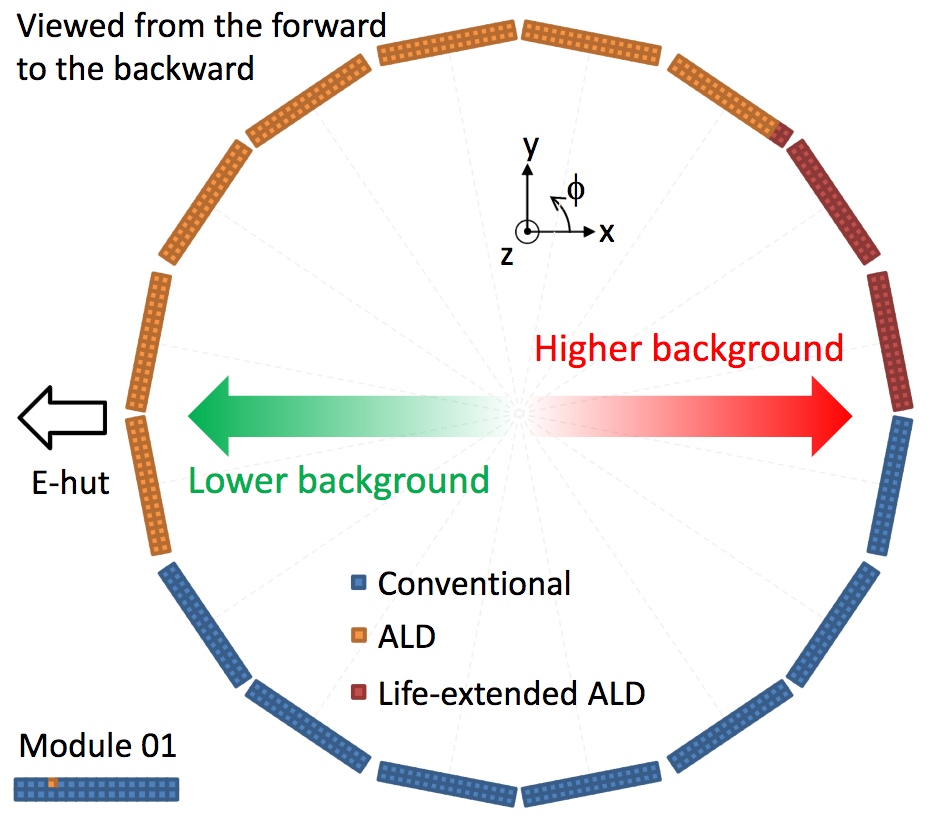 Viewed from the forward
to the backward
y
ϕ
x
z
Higher background
E-hut
Lower background
Conventional
ALD
Life-extended ALD
Module 01